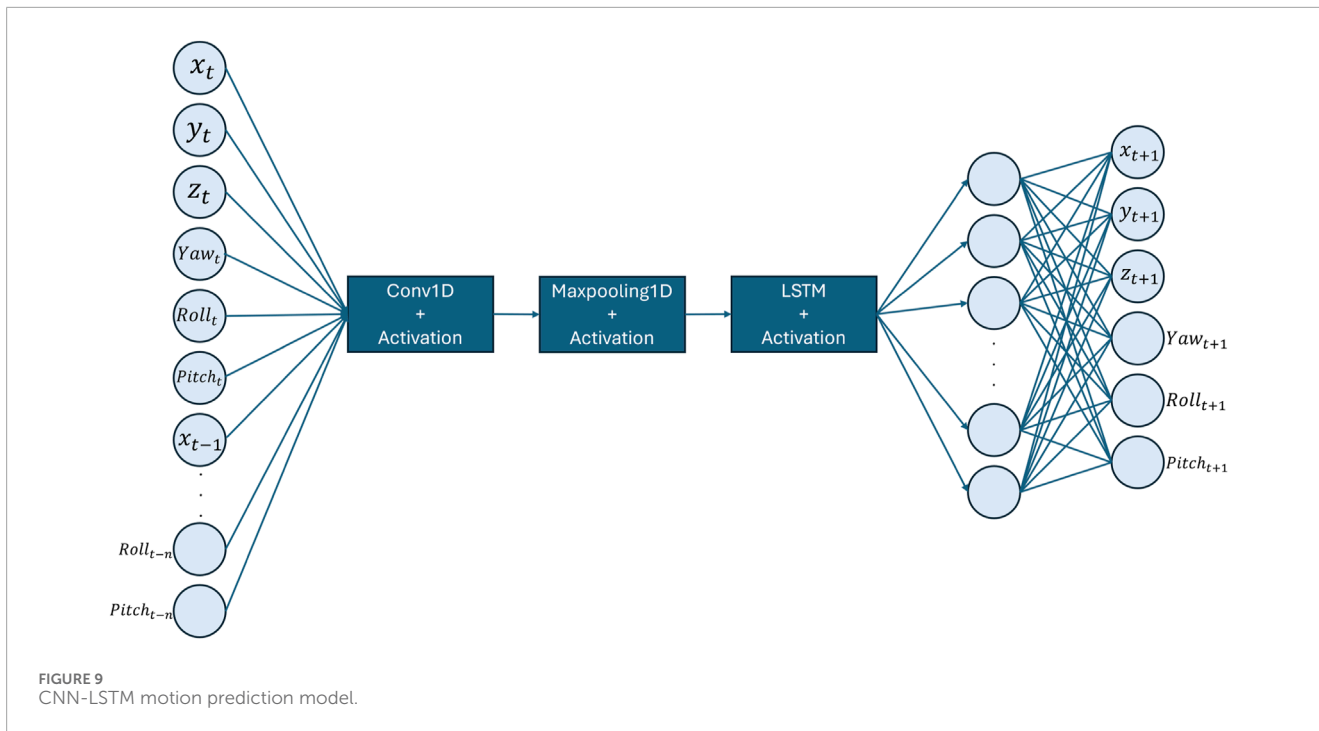 x_t
y_t
z_t
Yaw_t
Roll_t
Pitch_t
x_{t−1}
.
.
.
Roll_{t−n}
Pitch_{t−n}
Conv1D
+
Activation
Maxpooling1D
+
Activation
LSTM
+
Activation
.
.
.
x_{t+1}
y_{t+1}
z_{t+1}
Yaw_{t+1}
Roll_{t+1}
Pitch_{t+1}
FIGURE 9
CNN-LSTM motion prediction model.